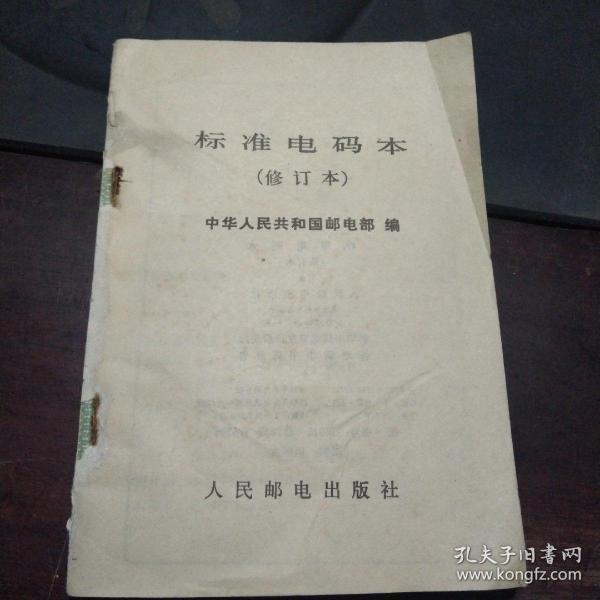 标准电码本
(修订本)
中华人民共和国邮电部 编
人民邮电出版社
孔夫子旧书网
www.kongfz.com